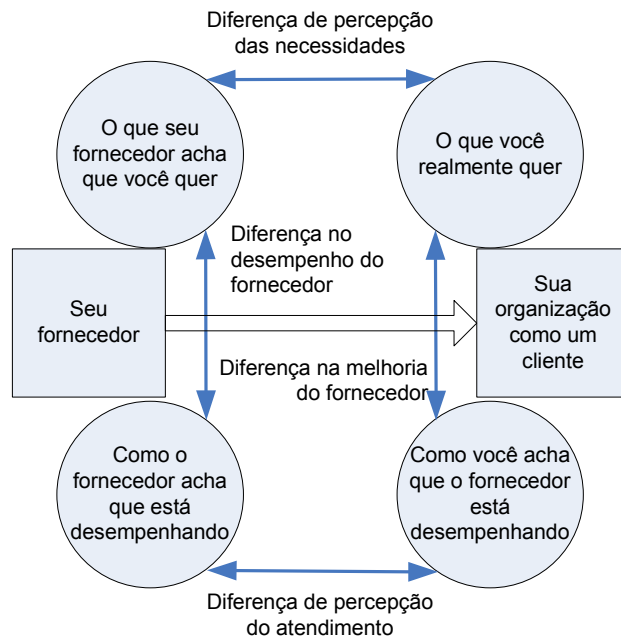 Diferença de percepção
das necessidades
O que seu
fornecedor acha
que você quer
O que você
realmente quer
Diferença no
desempenho do
fornecedor
Seu
fornecedor
Sua
organização
como um
cliente
Diferença na melhoria
do fornecedor
Como o
fornecedor acha
que está
desempenhando
Como você acha
que o fornecedor
está
desempenhando
Diferença de percepção
do atendimento